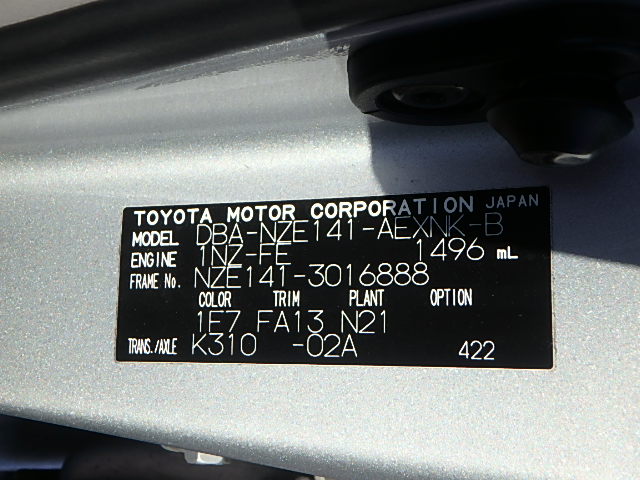 TOYOTA MOTOR CORPORATION JAPAN
MODEL DBA-NZE141-AEXNK-B
ENGINE 1NZ-FE 1496 mL
FRAME No. NZE141-3016888
COLOR TRIM PLANT OPTION
1E7 FA13 N21
TRANS./AXLE K310 -02A 422